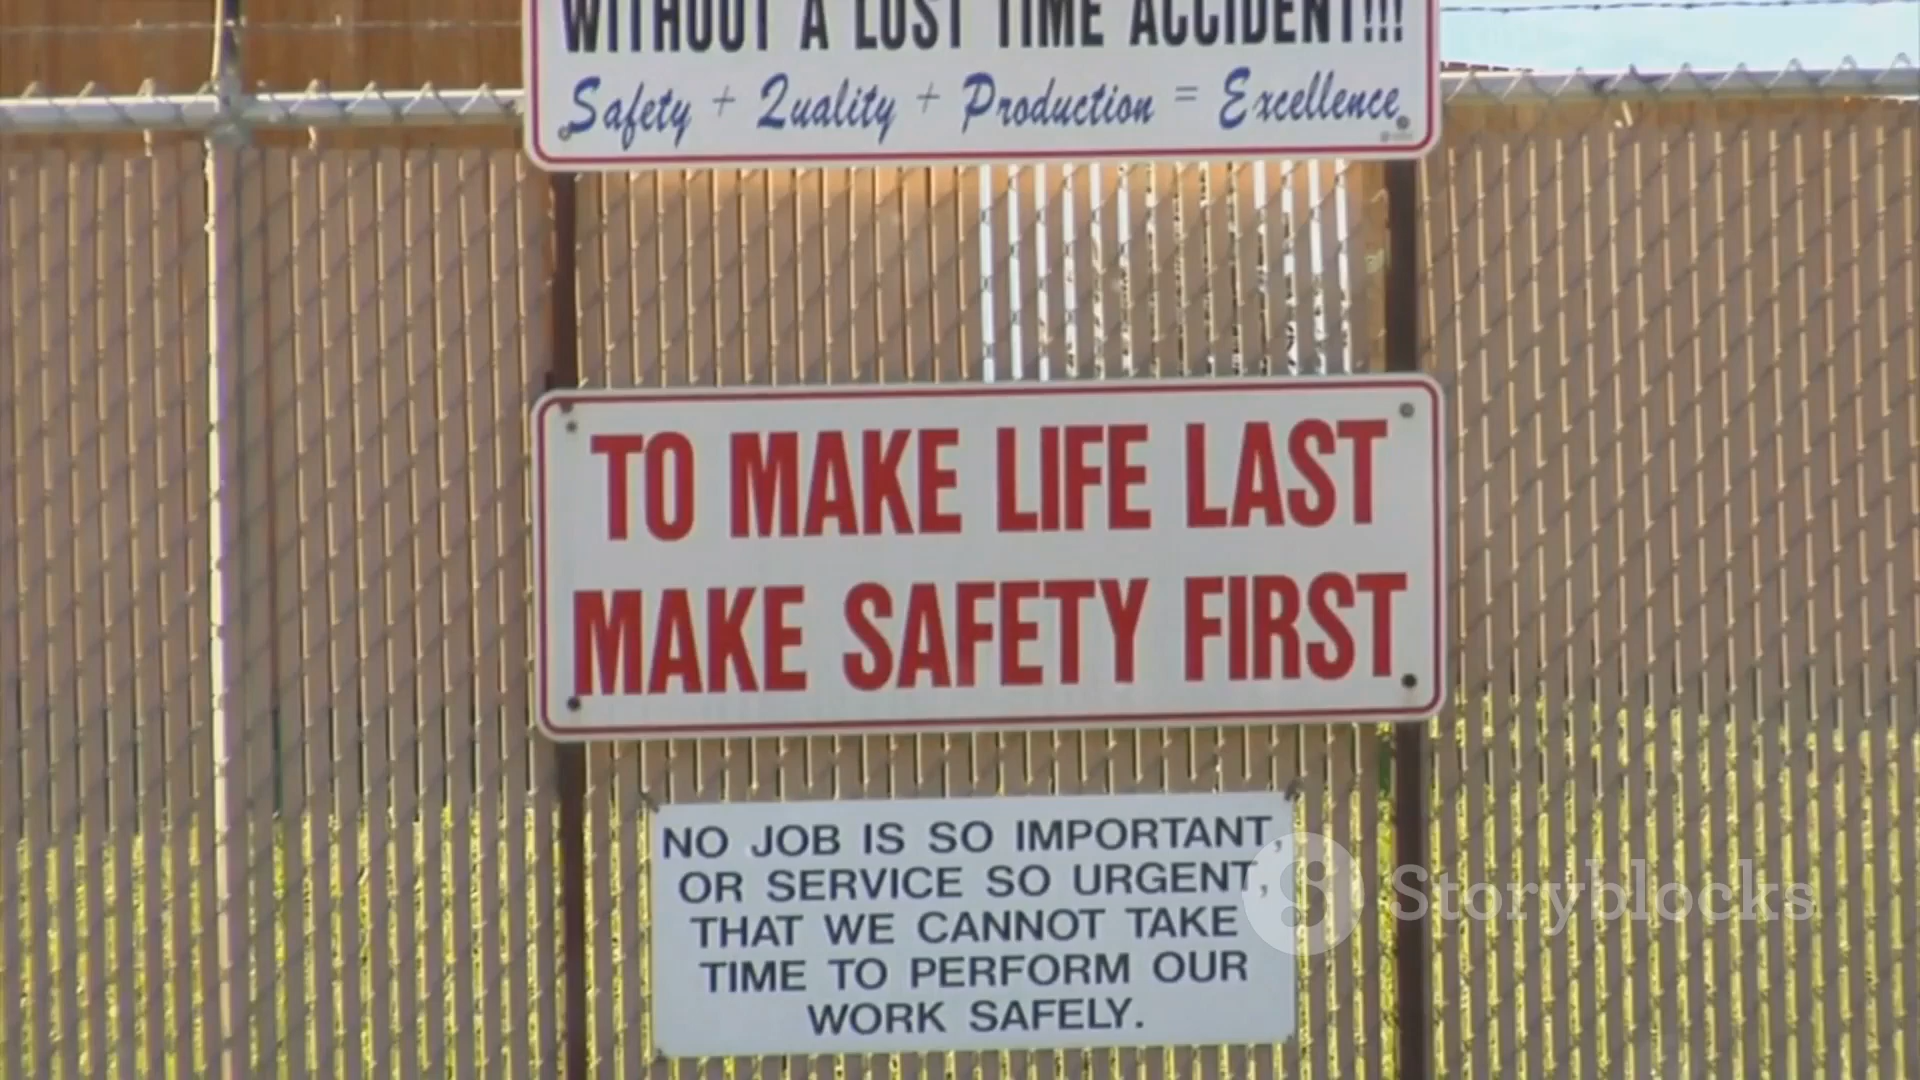 WITHOUT A LOST TIME ACCIDENT!!!
Safety + Quality + Production = Excellence
TO MAKE LIFE LAST
MAKE SAFETY FIRST
NO JOB IS SO IMPORTANT,
OR SERVICE SO URGENT,
THAT WE CANNOT TAKE
TIME TO PERFORM OUR
WORK SAFELY.
Storyblocks